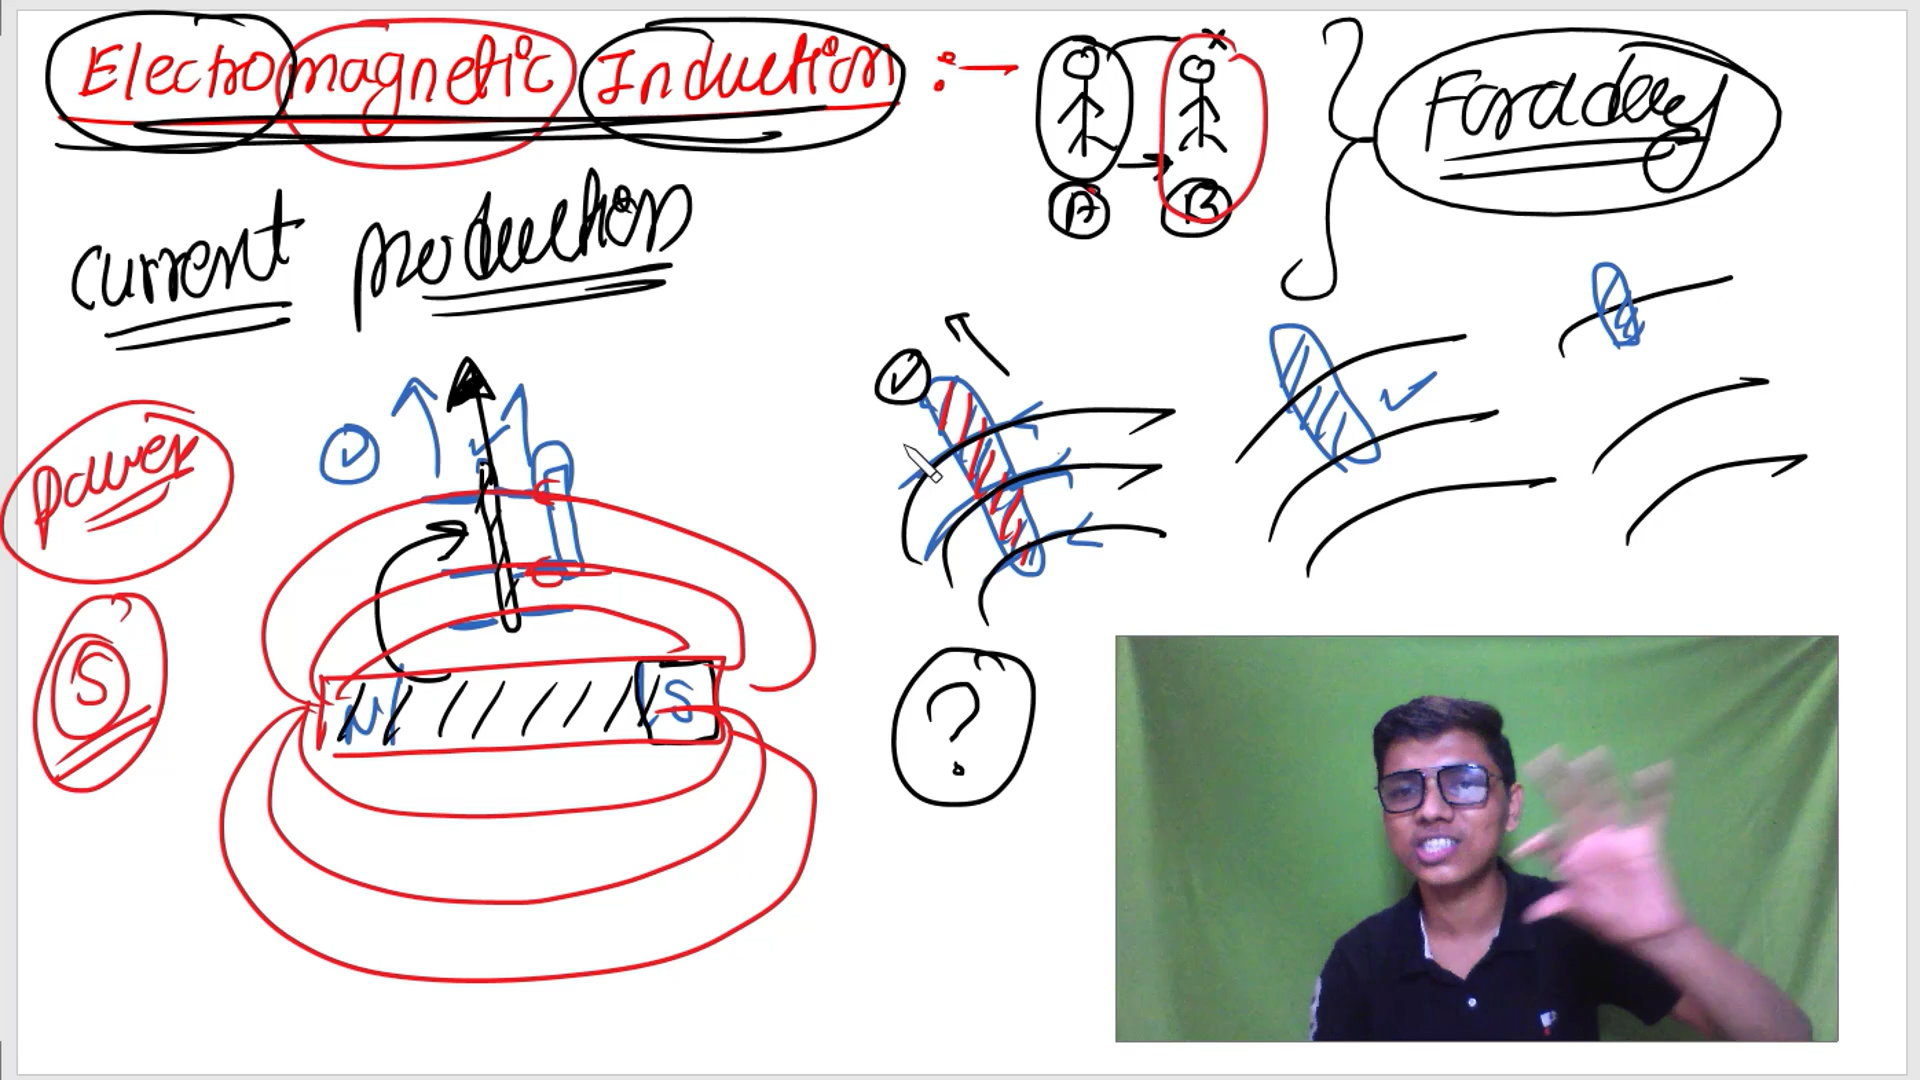 Electromagnetic Induction :-
Faraday
A B
current production
power
S
N S
?